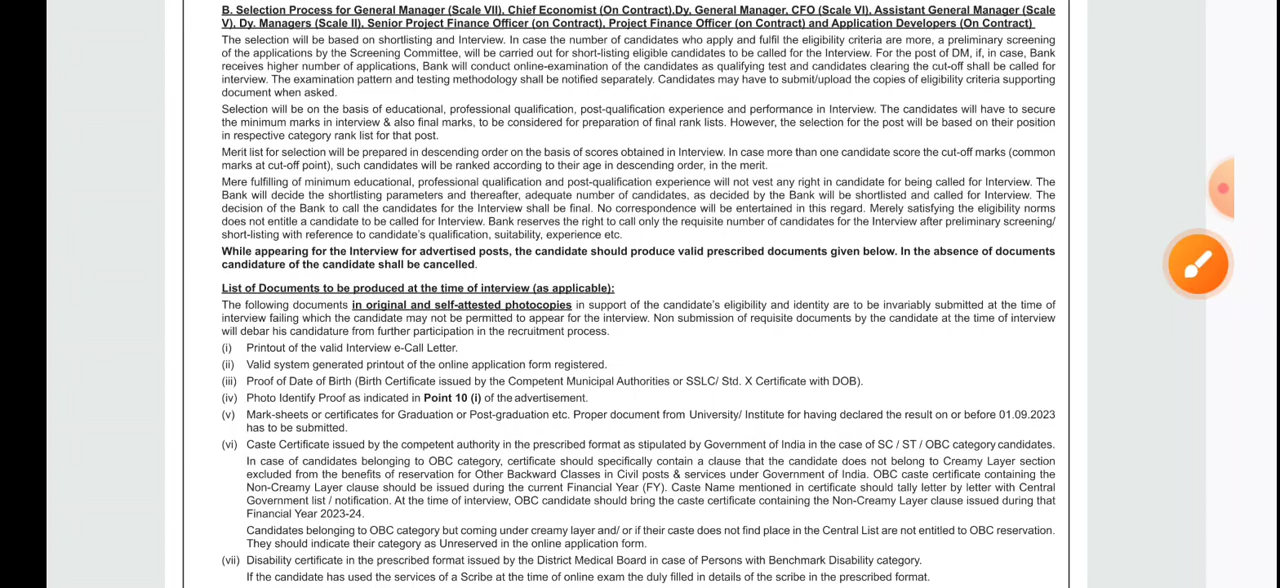 B. Selection Process for General Manager (Scale VII), Chief Economist (On Contract),Dy. General Manager, CFO (Scale VI), Assistant General Manager (Scale
V), Dy. Managers (Scale II), Senior Project Finance Officer (on Contract), Project Finance Officer (on Contract) and Application Developers (On Contract)
The selection will be based on shortlisting and Interview. In case the number of candidates who apply and fulfil the eligibility criteria are more, a preliminary screening
of the applications by the Screening Committee, will be carried out for short-listing eligible candidates to be called for the Interview. For the post of DM, if, in case, Bank
receives higher number of applications, Bank will conduct online-examination of the candidates as qualifying test and candidates clearing the cut-off shall be called for
interview. The examination pattern and testing methodology shall be notified separately. Candidates may have to submit/upload the copies of eligibility criteria supporting
document when asked.
Selection will be on the basis of educational, professional qualification, post-qualification experience and performance in Interview. The candidates will have to secure
the minimum marks in interview & also final marks, to be considered for preparation of final rank lists. However, the selection for the post will be based on their position
in respective category rank list for that post.
Merit list for selection will be prepared in descending order on the basis of scores obtained in Interview. In case more than one candidate score the cut-off marks (common
marks at cut-off point), such candidates will be ranked according to their age in descending order, in the merit.
Mere fulfilling of minimum educational, professional qualification and post-qualification experience will not vest any right in candidate for being called for Interview. The
Bank will decide the shortlisting parameters and thereafter, adequate number of candidates, as decided by the Bank will be shortlisted and called for Interview. The
decision of the Bank to call the candidates for the Interview shall be final. No correspondence will be entertained in this regard. Merely satisfying the eligibility norms
does not entitle a candidate to be called for Interview. Bank reserves the right to call only the requisite number of candidates for the Interview after preliminary screening/
short-listing with reference to candidate's qualification, suitability, experience etc.
While appearing for the Interview for advertised posts, the candidate should produce valid prescribed documents given below. In the absence of documents
candidature of the candidate shall be cancelled.
List of Documents to be produced at the time of interview (as applicable):
The following documents in original and self-attested photocopies in support of the candidate's eligibility and identity are to be invariably submitted at the time of
interview failing which the candidate may not be permitted to appear for the interview. Non submission of requisite documents by the candidate at the time of interview
will debar his candidature from further participation in the recruitment process.
(i) Printout of the valid Interview e-Call Letter.
(ii) Valid system generated printout of the online application form registered.
(iii) Proof of Date of Birth (Birth Certificate issued by the Competent Municipal Authorities or SSLC/ Std. X Certificate with DOB).
(iv) Photo Identify Proof as indicated in Point 10 (i) of the advertisement.
(v) Mark-sheets or certificates for Graduation or Post-graduation etc. Proper document from University/ Institute for having declared the result on or before 01.09.2023
has to be submitted.
(vi) Caste Certificate issued by the competent authority in the prescribed format as stipulated by Government of India in the case of SC / ST / OBC category candidates.
In case of candidates belonging to OBC category, certificate should specifically contain a clause that the candidate does not belong to Creamy Layer section
excluded from the benefits of reservation for Other Backward Classes in Civil posts & services under Government of India. OBC caste certificate containing the
Non-Creamy Layer clause should be issued during the current Financial Year (FY). Caste Name mentioned in certificate should tally letter by letter with Central
Government list / notification. At the time of interview, OBC candidate should bring the caste certificate containing the Non-Creamy Layer clause issued during that
Financial Year 2023-24.
Candidates belonging to OBC category but coming under creamy layer and/ or if their caste does not find place in the Central List are not entitled to OBC reservation.
They should indicate their category as Unreserved in the online application form.
(vii) Disability certificate in the prescribed format issued by the District Medical Board in case of Persons with Benchmark Disability category.
If the candidate has used the services of a Scribe at the time of online exam the duly filled in details of the scribe in the prescribed format.